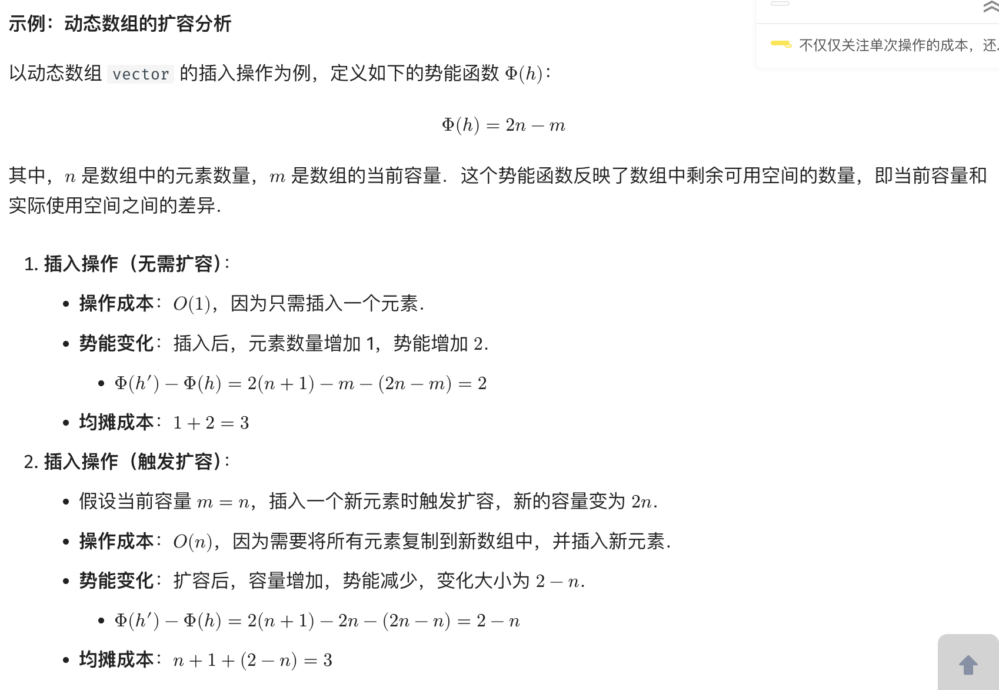 示例：动态数组的扩容分析
不仅仅关注单次操作的成本，还.
以动态数组 vector 的插入操作为例，定义如下的势能函数 Φ(h)：
Φ(h) = 2n − m
其中，n 是数组中的元素数量，m 是数组的当前容量．这个势能函数反映了数组中剩余可用空间的数量，即当前容量和
实际使用空间之间的差异．
1. 插入操作（无需扩容）：
• 操作成本：O(1)，因为只需插入一个元素．
• 势能变化：插入后，元素数量增加 1，势能增加 2．
• Φ(h′) − Φ(h) = 2(n + 1) − m − (2n − m) = 2
• 均摊成本：1 + 2 = 3
2. 插入操作（触发扩容）：
• 假设当前容量 m = n，插入一个新元素时触发扩容，新的容量变为 2n．
• 操作成本：O(n)，因为需要将所有元素复制到新数组中，并插入新元素．
• 势能变化：扩容后，容量增加，势能减少，变化大小为 2 − n．
• Φ(h′) − Φ(h) = 2(n + 1) − 2n − (2n − n) = 2 − n
• 均摊成本：n + 1 + (2 − n) = 3